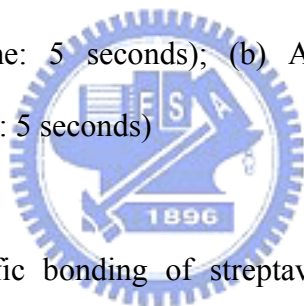 ne: 5 seconds); (b) A
: 5 seconds)
E S A
1896
fic bonding of streptav